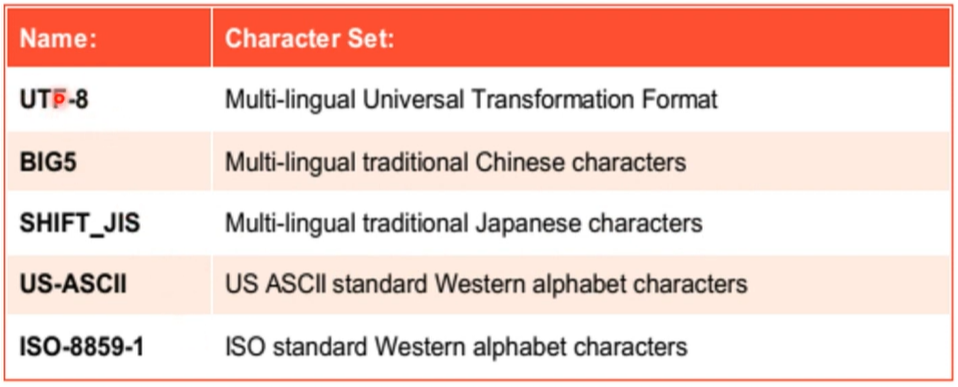 Name: Character Set:
UTF-8 Multi-lingual Universal Transformation Format
BIG5 Multi-lingual traditional Chinese characters
SHIFT_JIS Multi-lingual traditional Japanese characters
US-ASCII US ASCII standard Western alphabet characters
ISO-8859-1 ISO standard Western alphabet characters